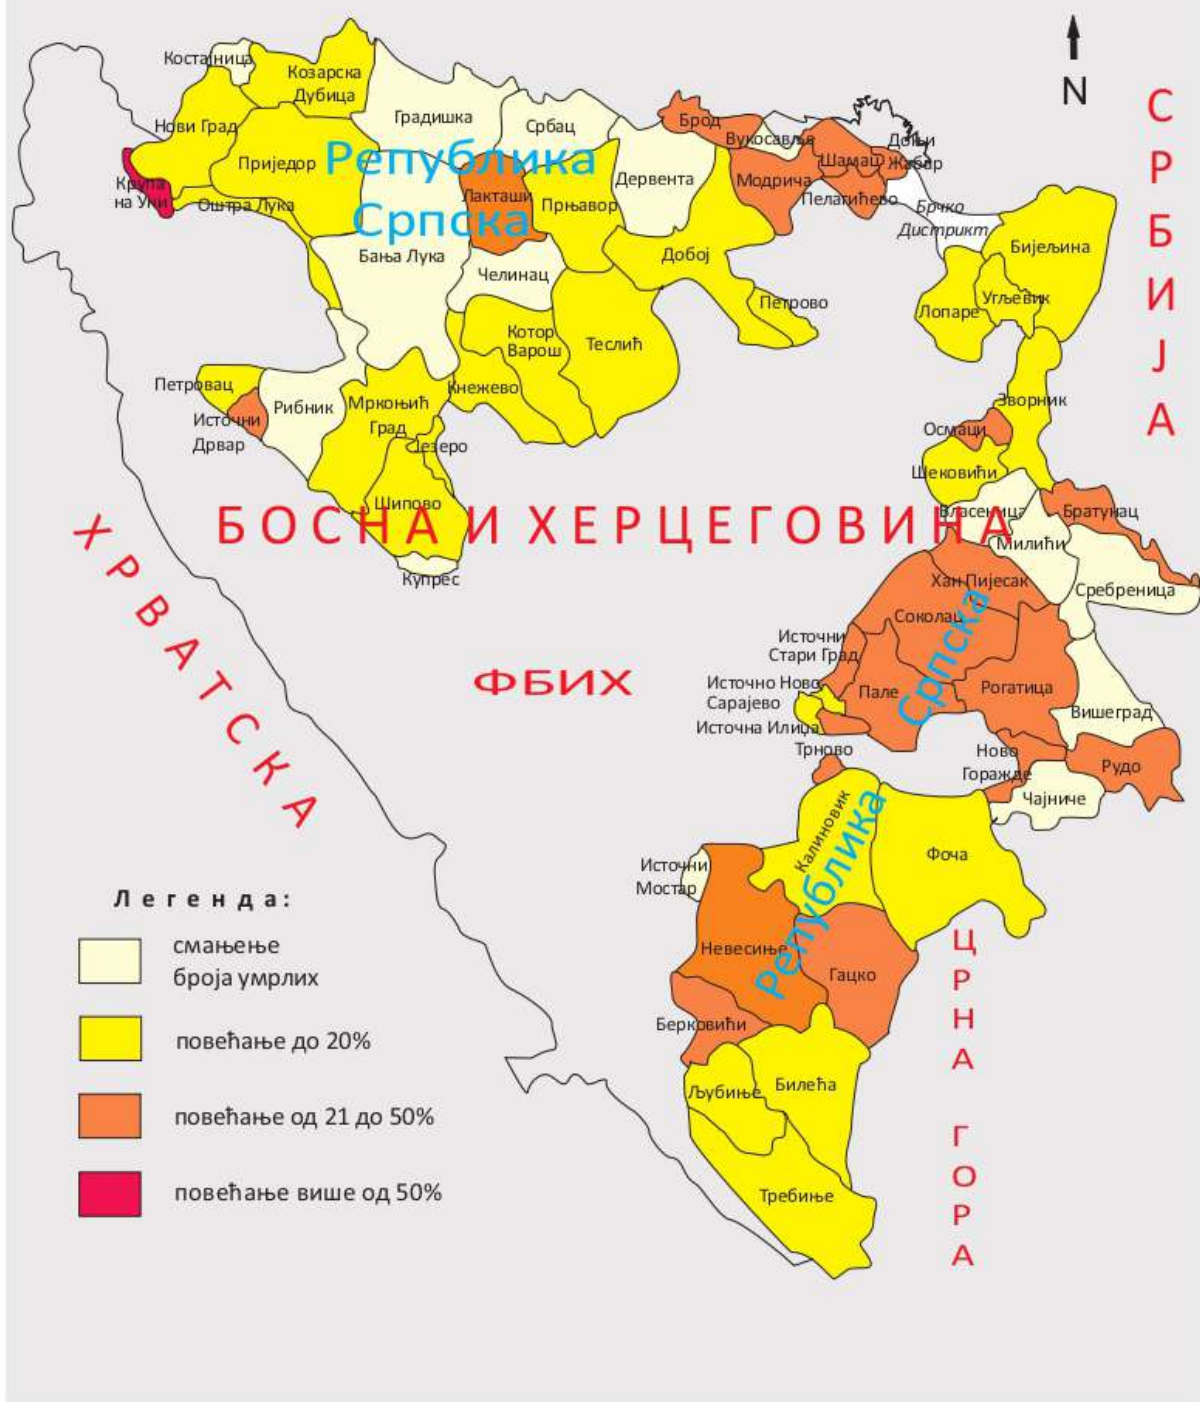 N
СРБИЈА
Костајница
Козарска
Дубица
Градишка
Србац
Брод
Вукосавље
Доњи
Жабар
Шамац
Нови Град
Приједор
Република
Српска
Лакташи
Прњавор
Дервента
Модрича
Пелагићево
Крупа
на Уни
Оштра Лука
Брчко
Дистрикт
Бијељина
Бања Лука
Челинац
Добој
Петрово
Лопаре
Угљевик
Котор
Варош
Теслић
Петровац
Источни
Дрвар
Рибник
Мркоњић
Град
Кнежево
Језеро
Шипово
Купрес
Зворник
Осмаци
Шековићи
Власеница
Братунац
Милићи
Сребреница
БОСНА И ХЕРЦЕГОВИНА
ХРВАТСКА
ФБИХ
Хан Пијесак
Соколац
Источни
Стари Град
Источно Ново
Сарајево
Источна Илиџа
Трново
Пале
Рогатица
Вишеград
Ново
Горажде
Рудо
Чајниче
Српска
Република
Калиновик
Фоча
Источни
Мостар
Невесиње
Гацко
Берковићи
Љубиње
Билећа
Требиње
ЦРНА
ГОРА
Легенда:
смањење
броја умрлих
повећање до 20%
повећање од 21 до 50%
повећање више од 50%